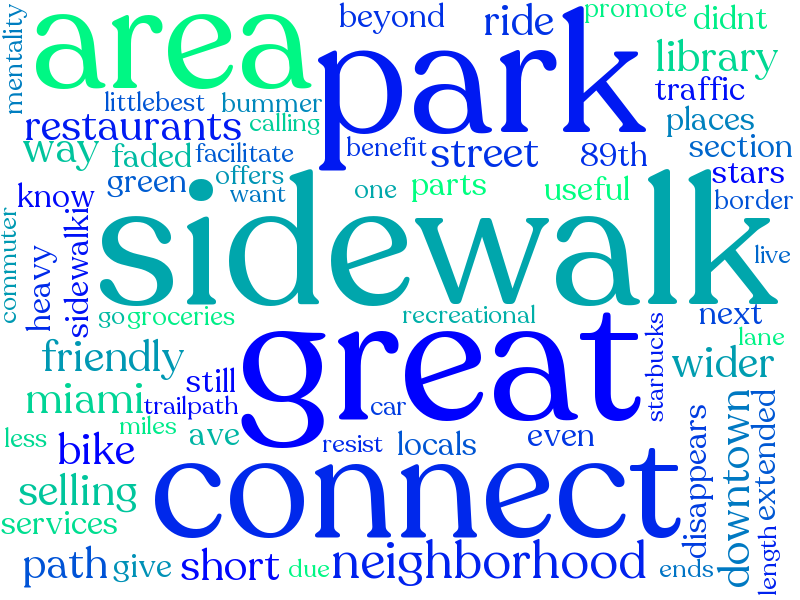 mentality
area
beyond
ride
promote
didnt
park
library
littlebest
bummer
traffic
restaurants
calling
places
way
faded
facilitate
benefit
street
89th
section
know
green
offers
want
one
parts
useful
stars
border
commuter
heavy
sidewalki
sidewalk
live
go
groceries
recreational
next
lane
great
starbucks
friendly
still
wider
miami
trailpath
car
miles
less
bike
ave
resist
locals
even
disappears
downtown
extended
selling
connect
services
path
give
short
due
neighborhood
ends
length